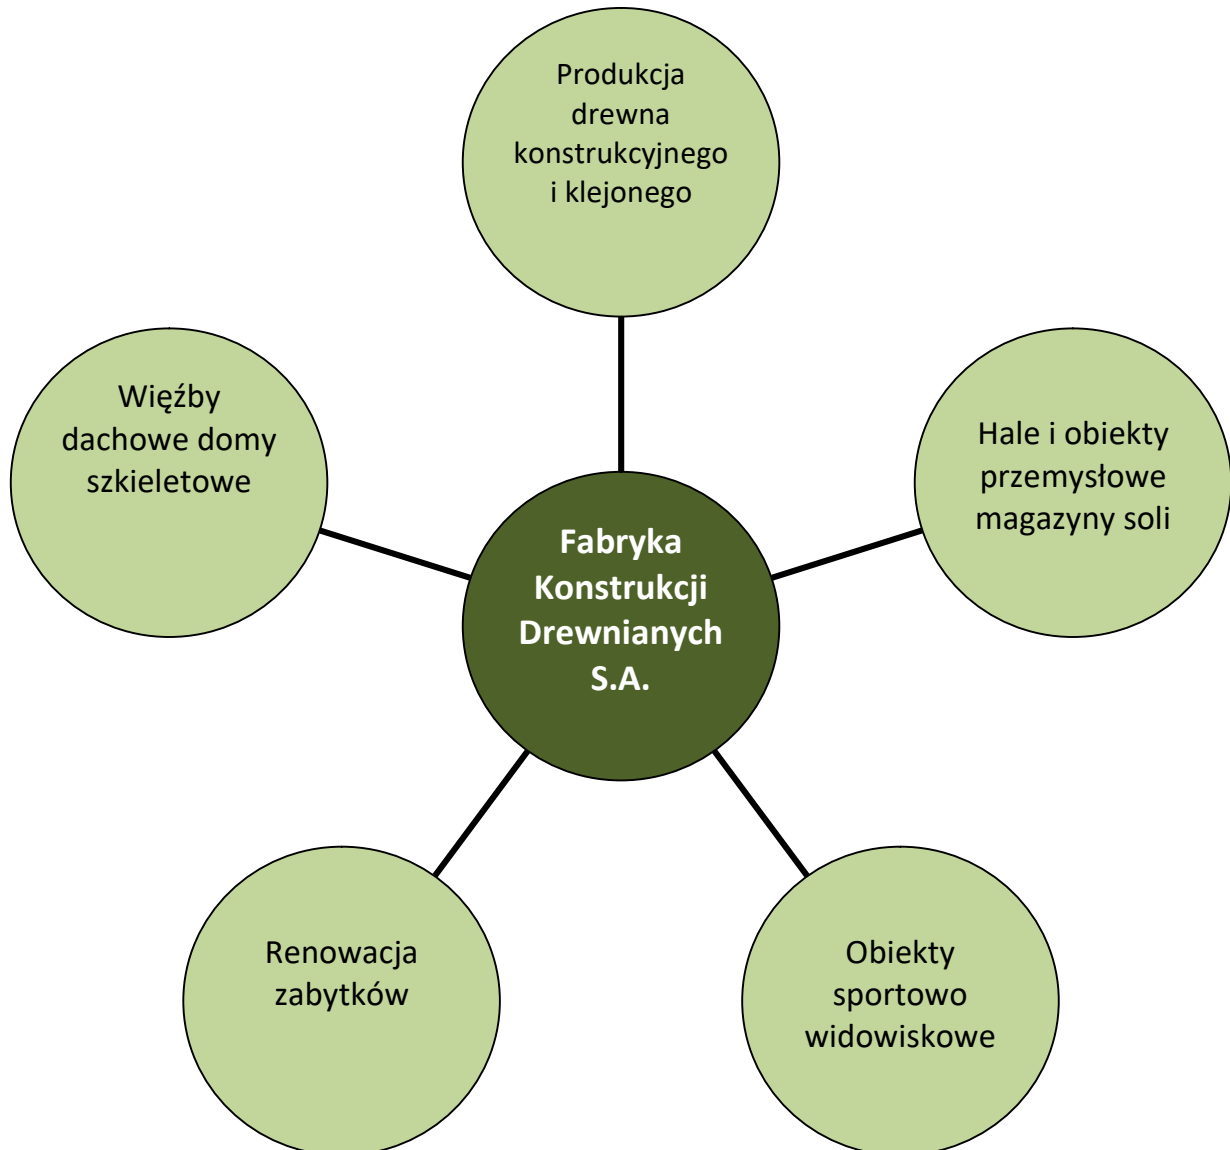 Produkcja
drewna
konstrukcyjnego
i klejonego
Więźby
dachowe domy
szkieletowe
Hale i obiekty
przemysłowe
magazyny soli
Fabryka
Konstrukcji
Drewnianych
S.A.
Renowacja
zabytków
Obiekty
sportowo
widowiskowe